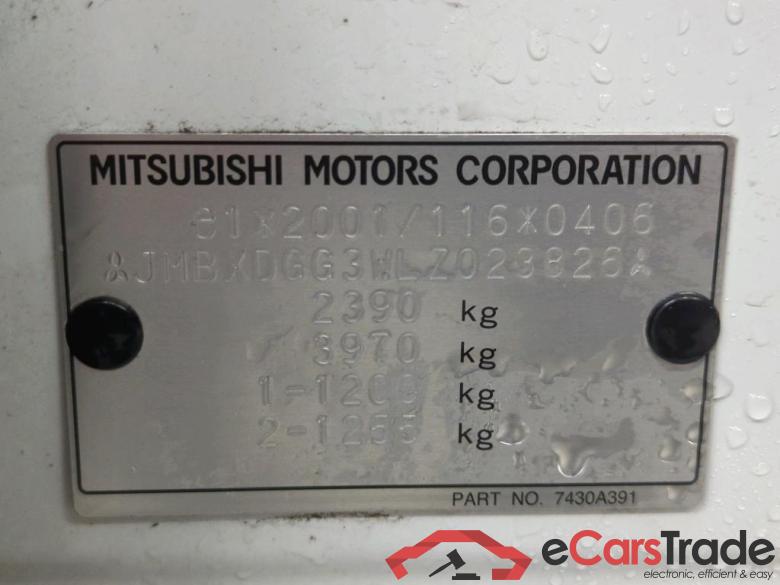 MITSUBISHI MOTORS CORPORATION
e1*2001/116*0406
*JMBXDGG3WLZ023826*
2390 kg
3970 kg
1-1200 kg
2-1255 kg
PART NO. 7430A391
eCarsTrade
electronic, efficient & easy